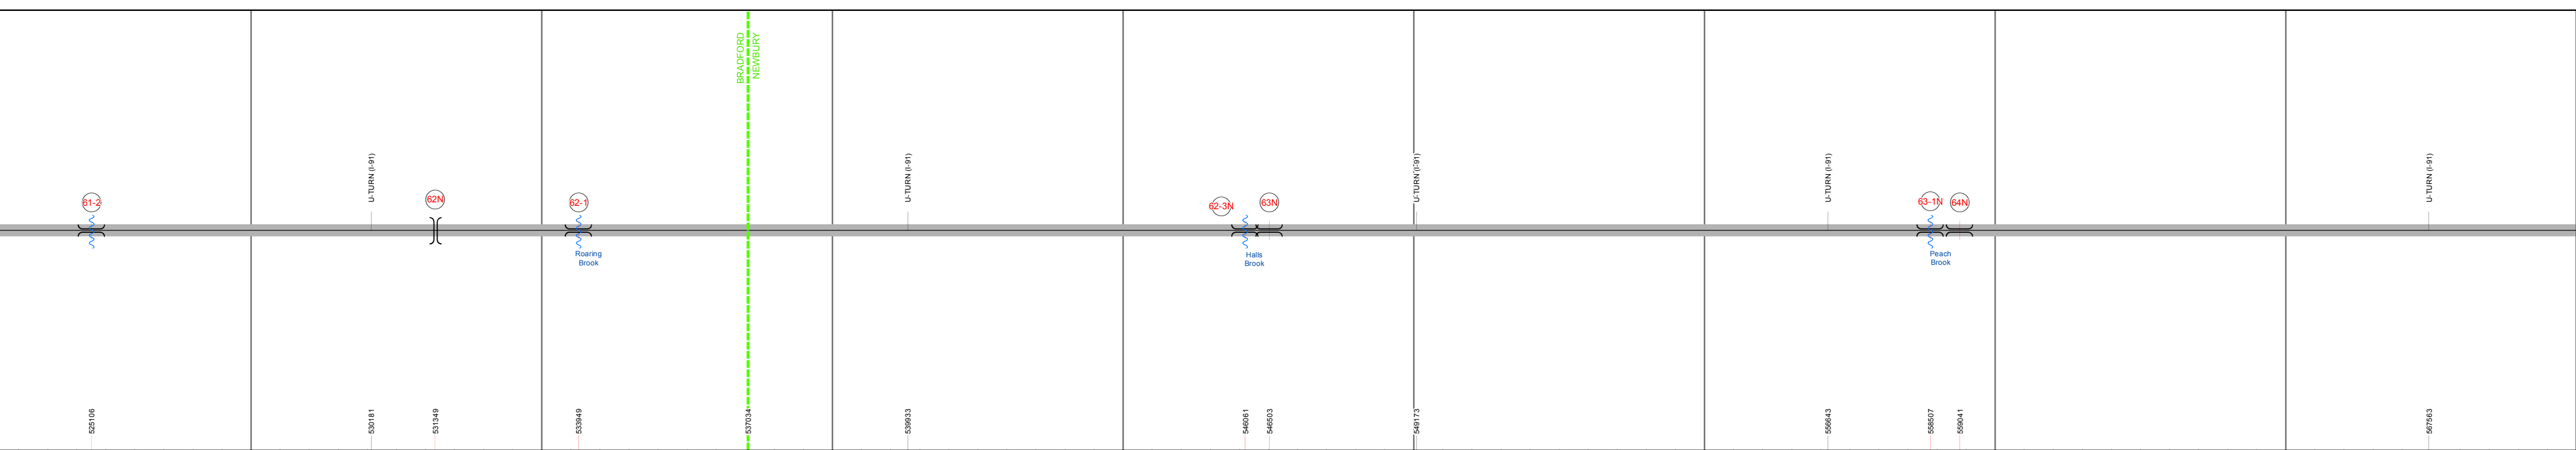 BRADFORD
NEWBURY
U-TURN (I-91)
U-TURN (I-91)
U-TURN (I-91)
U-TURN (I-91)
U-TURN (I-91)
61-2
62N
62-1
62-3N
63N
63-1N
64N
Roaring
Brook
Halls
Brook
Peach
Brook
525106
530181
531349
533949
537034
539933
546061
546503
549173
556643
558507
559041
567563